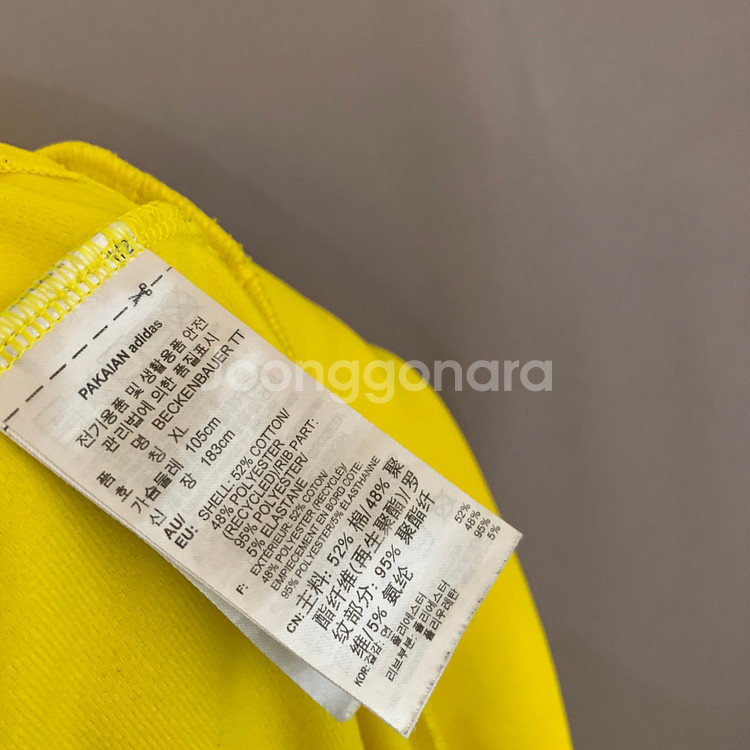 PAKAIAN adidas
전기용품 및 생활용품 안전
관리법에 의한 품질표시
품 명 BECKENBAUER TT
호 칭 XL
가슴둘레 105cm
신 장 183cm
AU/
EU: SHELL: 52% COTTON/
48% POLYESTER
(RECYCLED)/RIB PART:
95% POLYESTER/
5% ELASTANE
F: EXTÉRIEUR: 52% COTON/
48% POLYESTER (RECYCLE)/
EMPIECEMENT EN BORD COTE:
95% POLYESTER/5% ELASTHANNE
CN: 主料: 52% 棉/48% 聚
酯纤维(再生聚酯)/罗
纹部分: 95% 聚酯纤
维/5% 氨纶
KOR: 겉감: 면 52%
폴리에스터 48%
리브부분: 폴리에스터 95%
폴리우레탄 5%
Joonggonara